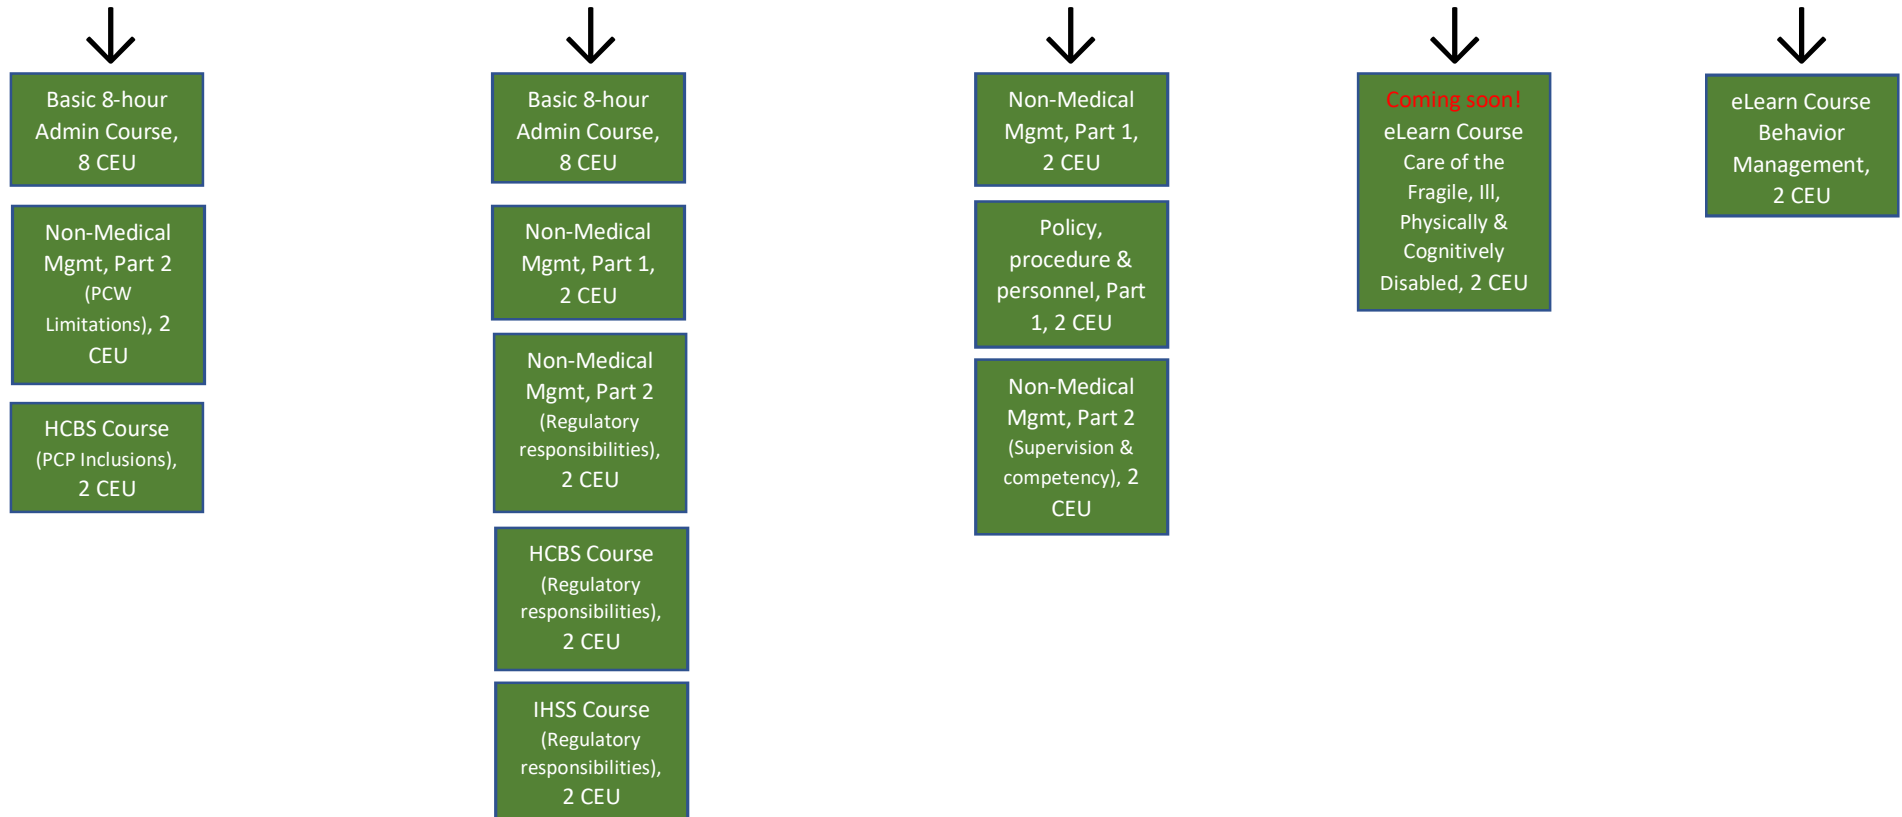 Basic 8-hour
Admin Course,
8 CEU
Non-Medical
Mgmt, Part 2
(PCW
Limitations), 2
CEU
HCBS Course
(PCP Inclusions),
2 CEU
Basic 8-hour
Admin Course,
8 CEU
Non-Medical
Mgmt, Part 1,
2 CEU
Non-Medical
Mgmt, Part 2
(Regulatory
responsibilities),
2 CEU
HCBS Course
(Regulatory
responsibilities),
2 CEU
IHSS Course
(Regulatory
responsibilities),
2 CEU
Non-Medical
Mgmt, Part 1,
2 CEU
Policy,
procedure &
personnel, Part
1, 2 CEU
Non-Medical
Mgmt, Part 2
(Supervision &
competency), 2
CEU
Coming soon!
eLearn Course
Care of the
Fragile, Ill,
Physically &
Cognitively
Disabled, 2 CEU
eLearn Course
Behavior
Management,
2 CEU